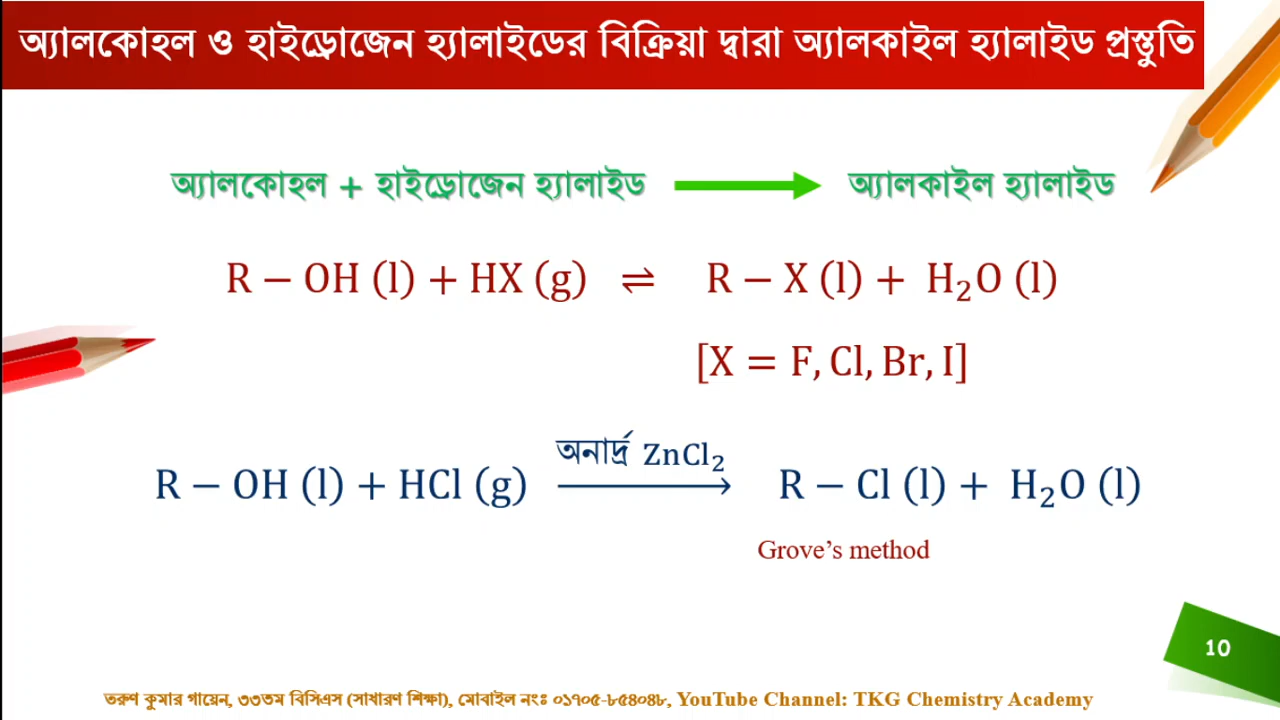 অ্যালকোহল ও হাইড্রোজেন হ্যালাইডের বিক্রিয়া দ্বারা অ্যালকাইল হ্যালাইড প্রস্তুতি
অ্যালকোহল + হাইড্রোজেন হ্যালাইড → অ্যালকাইল হ্যালাইড
R − OH (l) + HX (g) ⇌ R − X (l) + H₂O (l)
[X = F, Cl, Br, I]
অনার্দ্র ZnCl₂
R − OH (l) + HCl (g) → R − Cl (l) + H₂O (l)
Grove’s method
10
তরুণ কুমার গায়েন, ৩৩তম বিসিএস (সাধারণ শিক্ষা), মোবাইল নংঃ ০১৭০৫-৮৫৪০৪৮, YouTube Channel: TKG Chemistry Academy